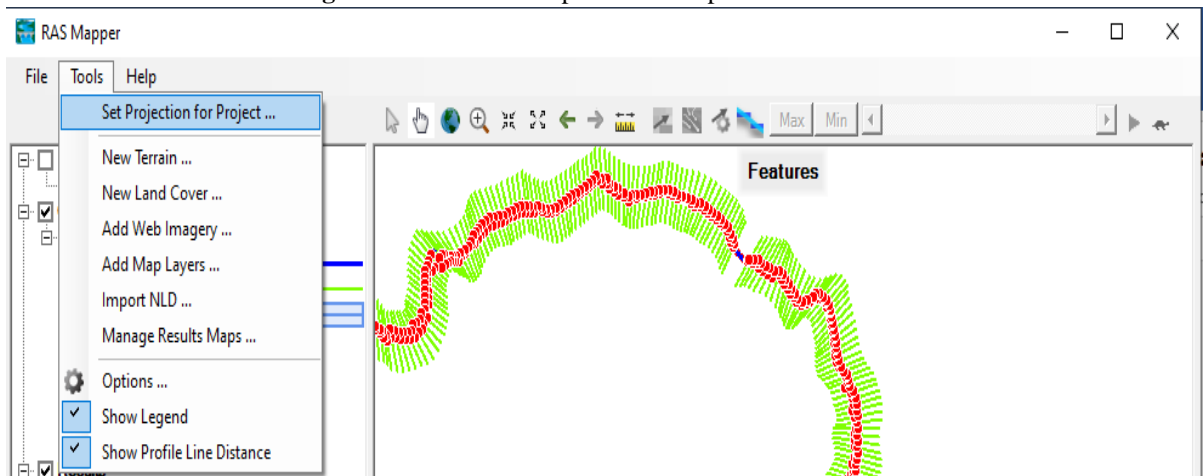 RAS Mapper
File Tools Help
Set Projection for Project ...
Max Min
New Terrain ...
New Land Cover ...
Add Web Imagery ...
Add Map Layers ...
Import NLD ...
Manage Results Maps ...
Options ...
Show Legend
Show Profile Line Distance
Features